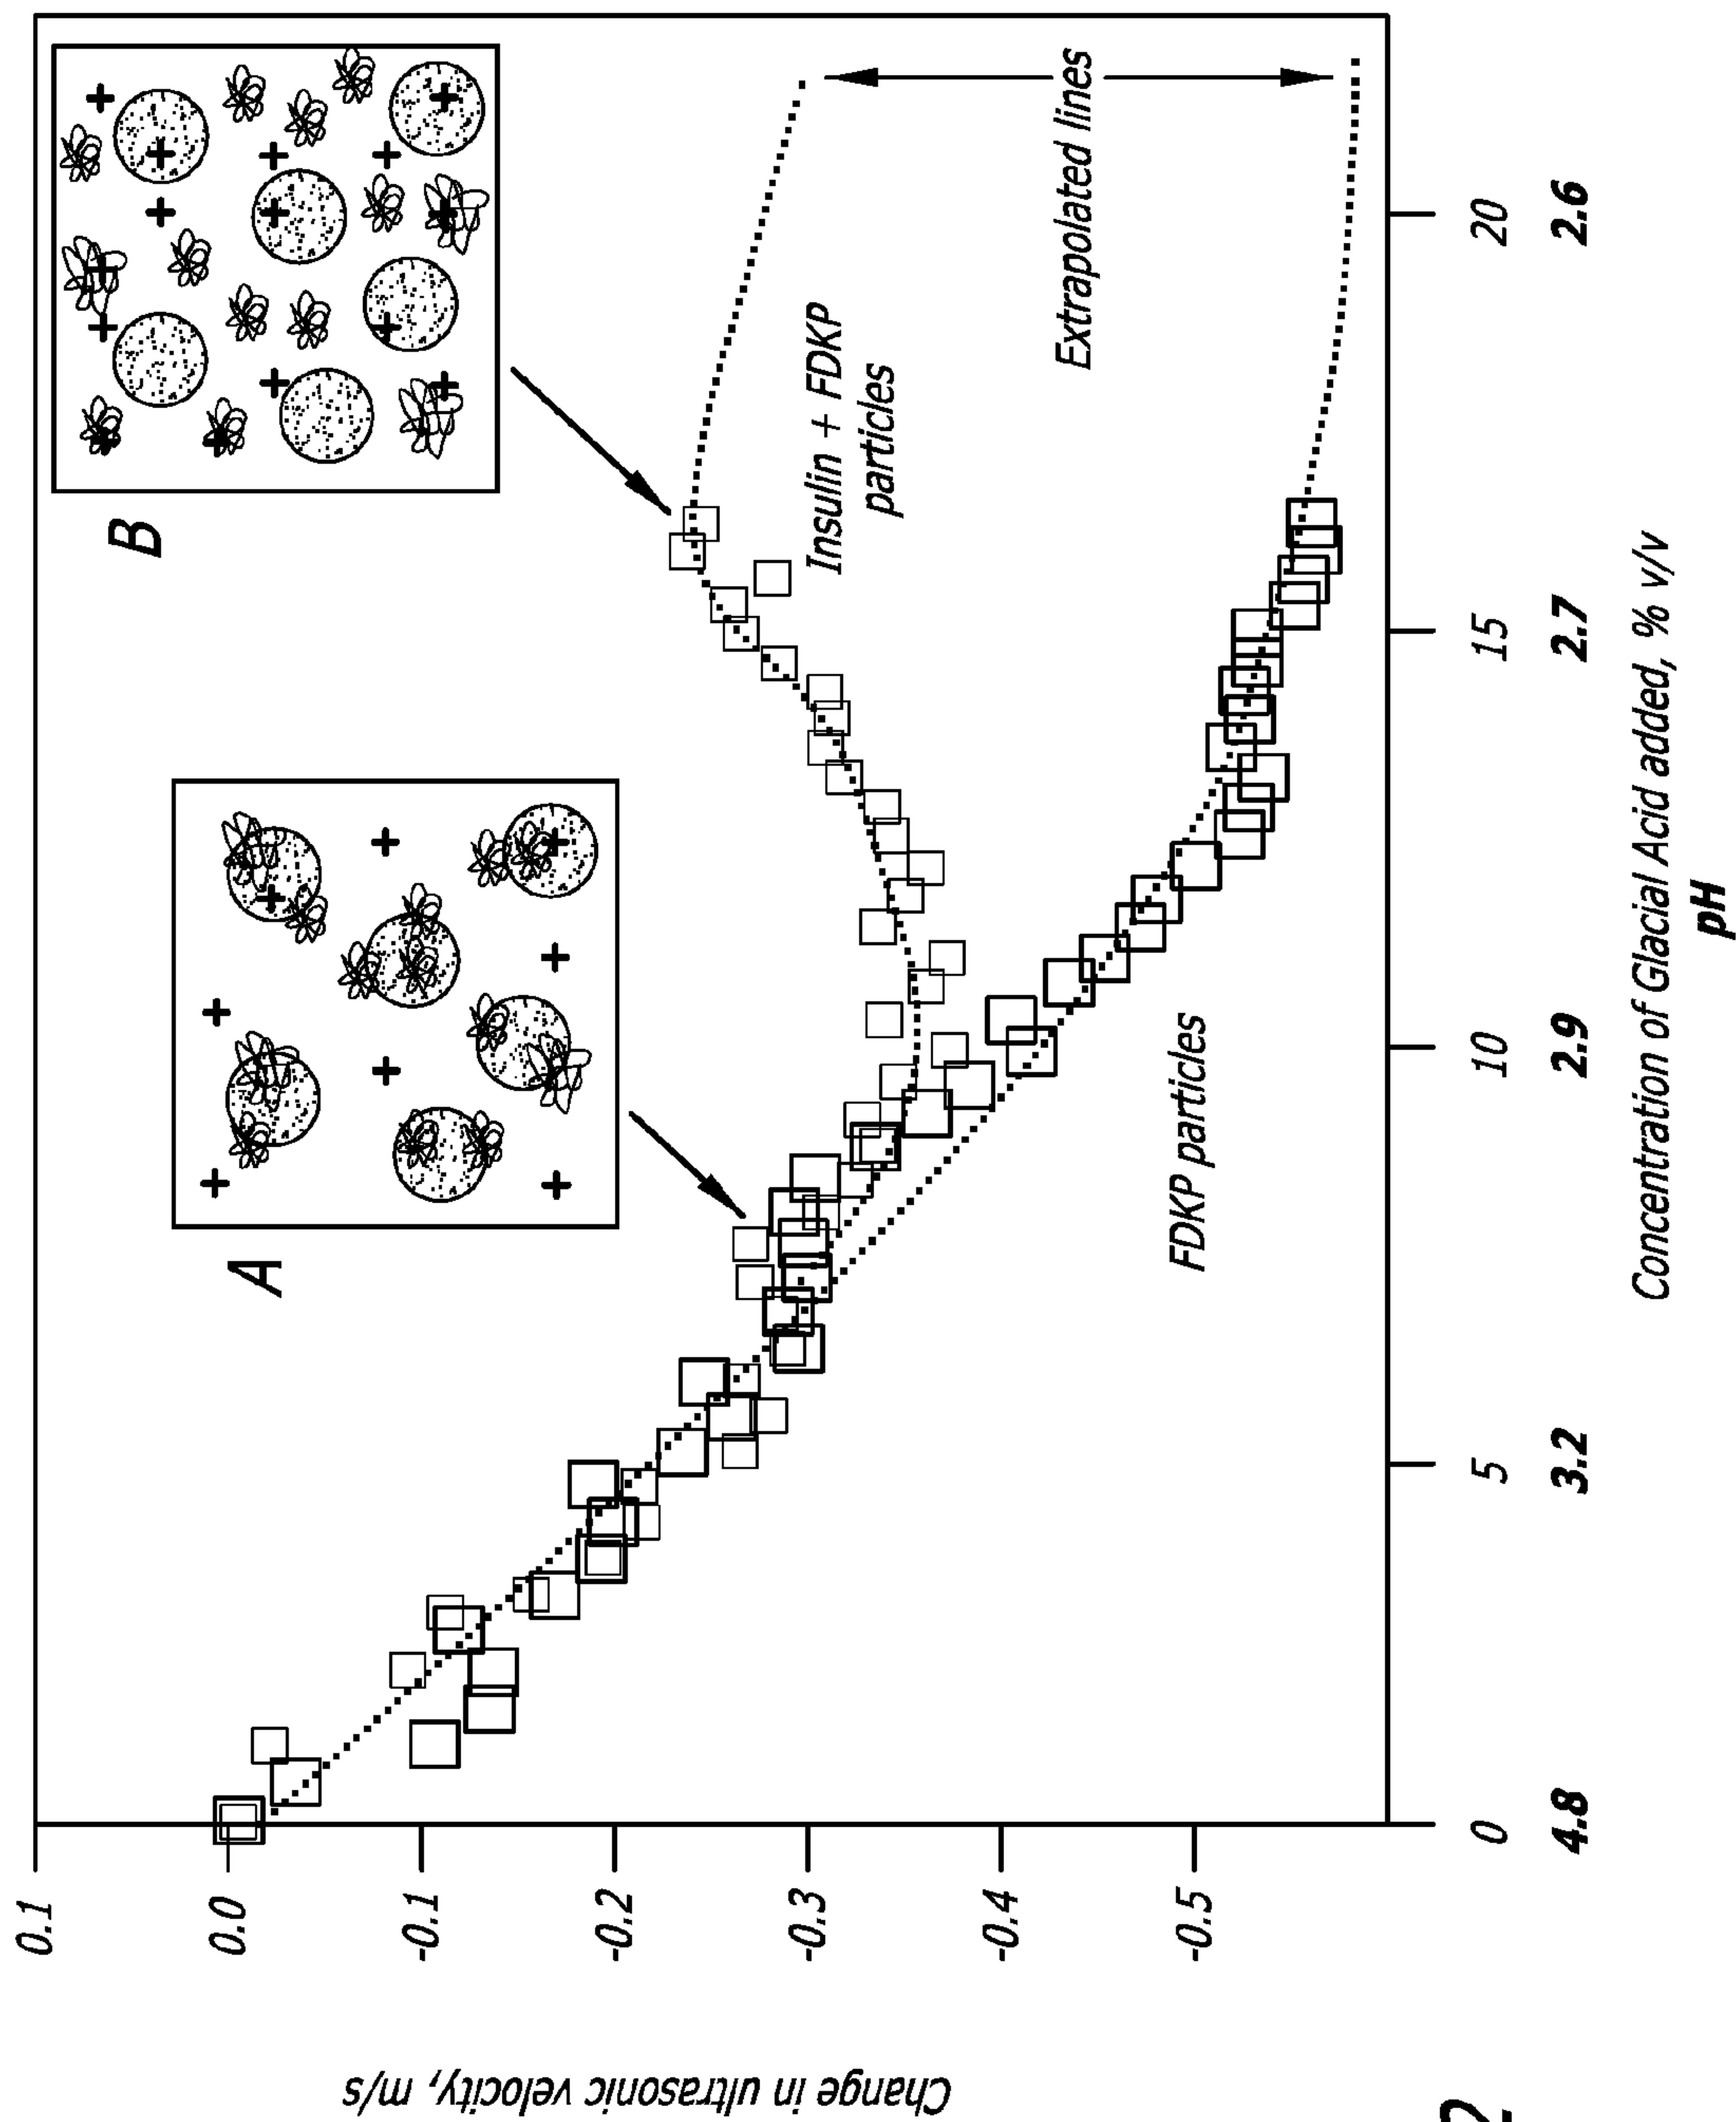 Change in ultrasonic velocity, m/s
0.1
0.0
-0.1
-0.2
-0.3
-0.4
-0.5
A
B
Insulin + FDKP
particles
Extrapolated lines
FDKP particles
0 5 10 15 20
4.8 3.2 2.9 2.7 2.6
Concentration of Glacial Acid added, % v/v
pH